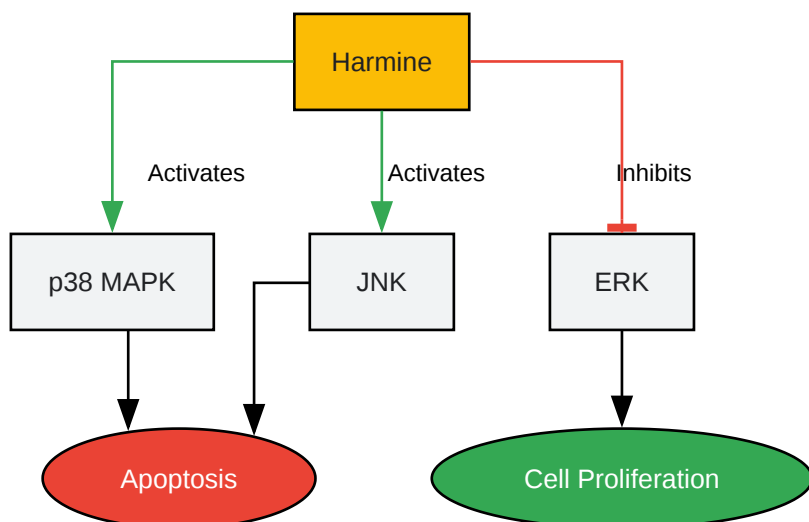 Harmine
Activates
Activates
Inhibits
p38 MAPK
JNK
ERK
Apoptosis
Cell Proliferation